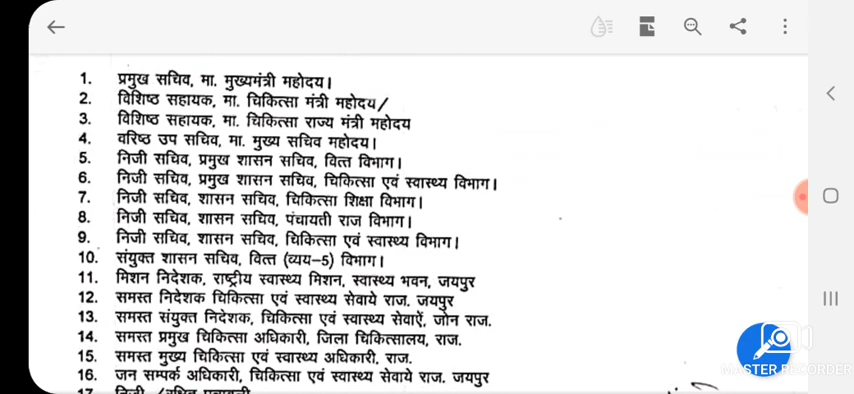 1. प्रमुख सचिव, मा. मुख्यमंत्री महोदय।
2. विशिष्ठ सहायक, मा. चिकित्सा मंत्री महोदय/
3. विशिष्ठ सहायक, मा. चिकित्सा राज्य मंत्री महोदय
4. वरिष्ठ उप सचिव, मा. मुख्य सचिव महोदय।
5. निजी सचिव, प्रमुख शासन सचिव, वित्त विभाग।
6. निजी सचिव, प्रमुख शासन सचिव, चिकित्सा एवं स्वास्थ्य विभाग।
7. निजी सचिव, शासन सचिव, चिकित्सा शिक्षा विभाग।
8. निजी सचिव, शासन सचिव, पंचायती राज विभाग।
9. निजी सचिव, शासन सचिव, चिकित्सा एवं स्वास्थ्य विभाग।
10. संयुक्त शासन सचिव, वित्त (व्यय–5) विभाग।
11. मिशन निदेशक, राष्ट्रीय स्वास्थ्य मिशन, स्वास्थ्य भवन, जयपुर
12. समस्त निदेशक चिकित्सा एवं स्वास्थ्य सेवाये राज. जयपुर
13. समस्त संयुक्त निदेशक, चिकित्सा एवं स्वास्थ्य सेवाऐं, जोन राज.
14. समस्त प्रमुख चिकित्सा अधिकारी, जिला चिकित्सालय, राज.
15. समस्त मुख्य चिकित्सा एवं स्वास्थ्य अधिकारी, राज.
16. जन सम्पर्क अधिकारी, चिकित्सा एवं स्वास्थ्य सेवाये राज. जयपुर
17.
MASTER RECORDER